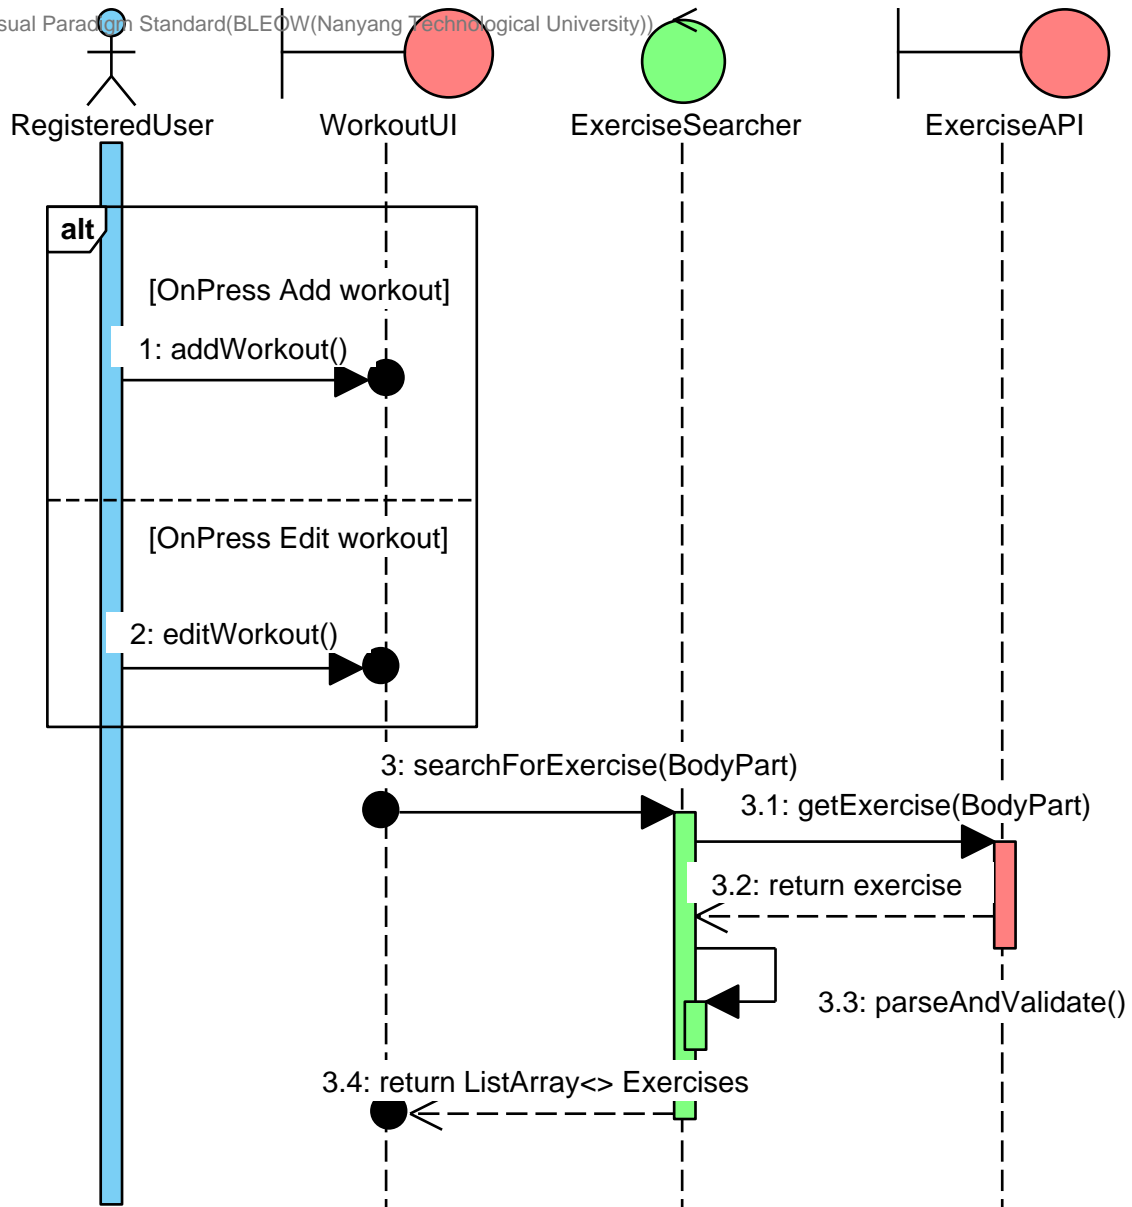 sual Paradigm Standard(BLEOW(Nanyang Technological University))
RegisteredUser
WorkoutUI
ExerciseSearcher
ExerciseAPI
alt
[OnPress Add workout]
1: addWorkout()
[OnPress Edit workout]
2: editWorkout()
3: searchForExercise(BodyPart)
3.1: getExercise(BodyPart)
3.2: return exercise
3.3: parseAndValidate()
3.4: return ListArray<> Exercises